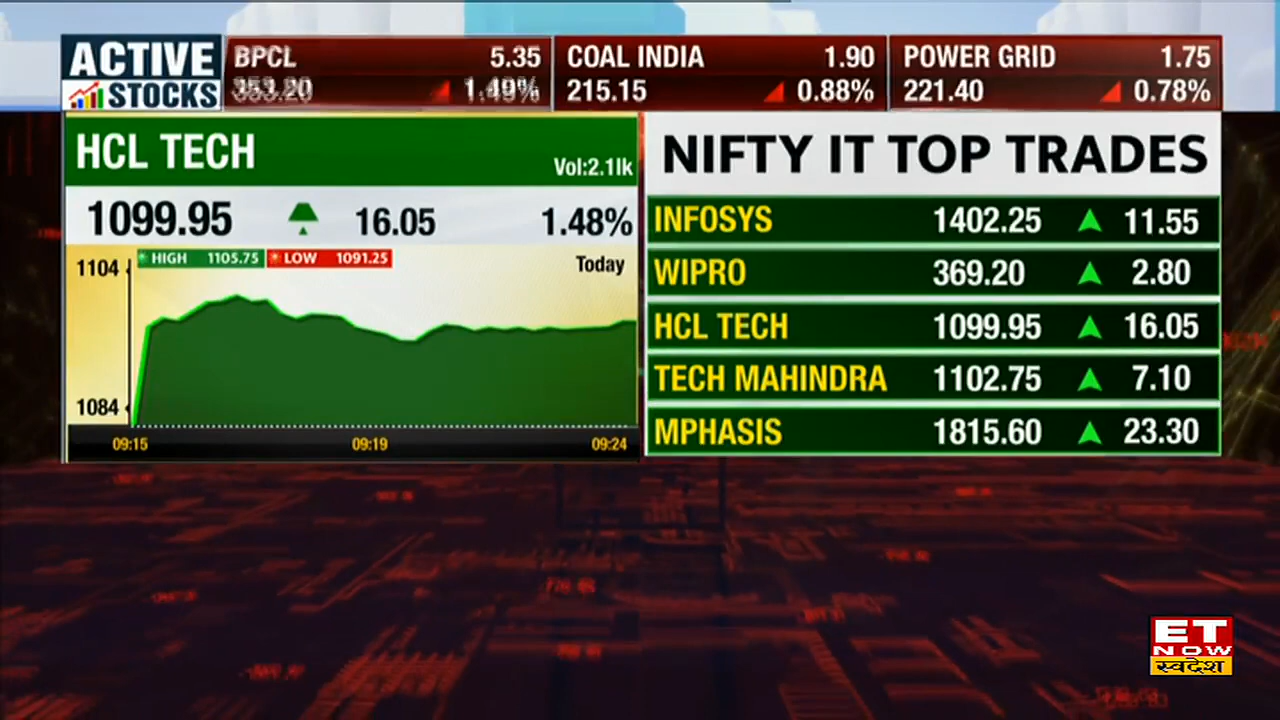 ACTIVE
STOCKS
BPCL 5.35
353.20 1.49%
COAL INDIA 1.90
215.15 0.88%
POWER GRID 1.75
221.40 0.78%
HCL TECH
Vol:2.1lk
1099.95 16.05 1.48%
HIGH 1105.75 LOW 1091.25
Today
1104
1084
09:15 09:19 09:24
NIFTY IT TOP TRADES
INFOSYS 1402.25 11.55
WIPRO 369.20 2.80
HCL TECH 1099.95 16.05
TECH MAHINDRA 1102.75 7.10
MPHASIS 1815.60 23.30
ET
NOW
स्वदेश